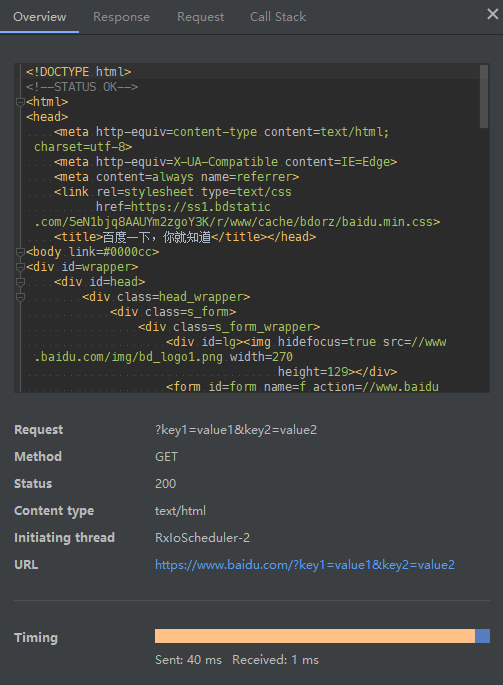 Overview Response Request Call Stack
<!DOCTYPE html>
<!--STATUS OK-->
<html>
<head>
<meta http-equiv=content-type content=text/html;
charset=utf-8>
<meta http-equiv=X-UA-Compatible content=IE=Edge>
<meta content=always name=referrer>
<link rel=stylesheet type=text/css
href=https://ss1.bdstatic
.com/5eN1bjq8AAUYm2zgoY3K/r/www/cache/bdorz/baidu.min.css>
<title>百度一下，你就知道</title></head>
<body link=#0000cc>
<div id=wrapper>
<div id=head>
<div class=head_wrapper>
<div class=s_form>
<div class=s_form_wrapper>
<div id=lg><img hidefocus=true src=//www
.baidu.com/img/bd_logo1.png width=270
height=129></div>
<form id=form name=f action=//www.baidu
Request ?key1=value1&key2=value2
Method GET
Status 200
Content type text/html
Initiating thread RxIoScheduler-2
URL https://www.baidu.com/?key1=value1&key2=value2
Timing
Sent: 40 ms Received: 1 ms